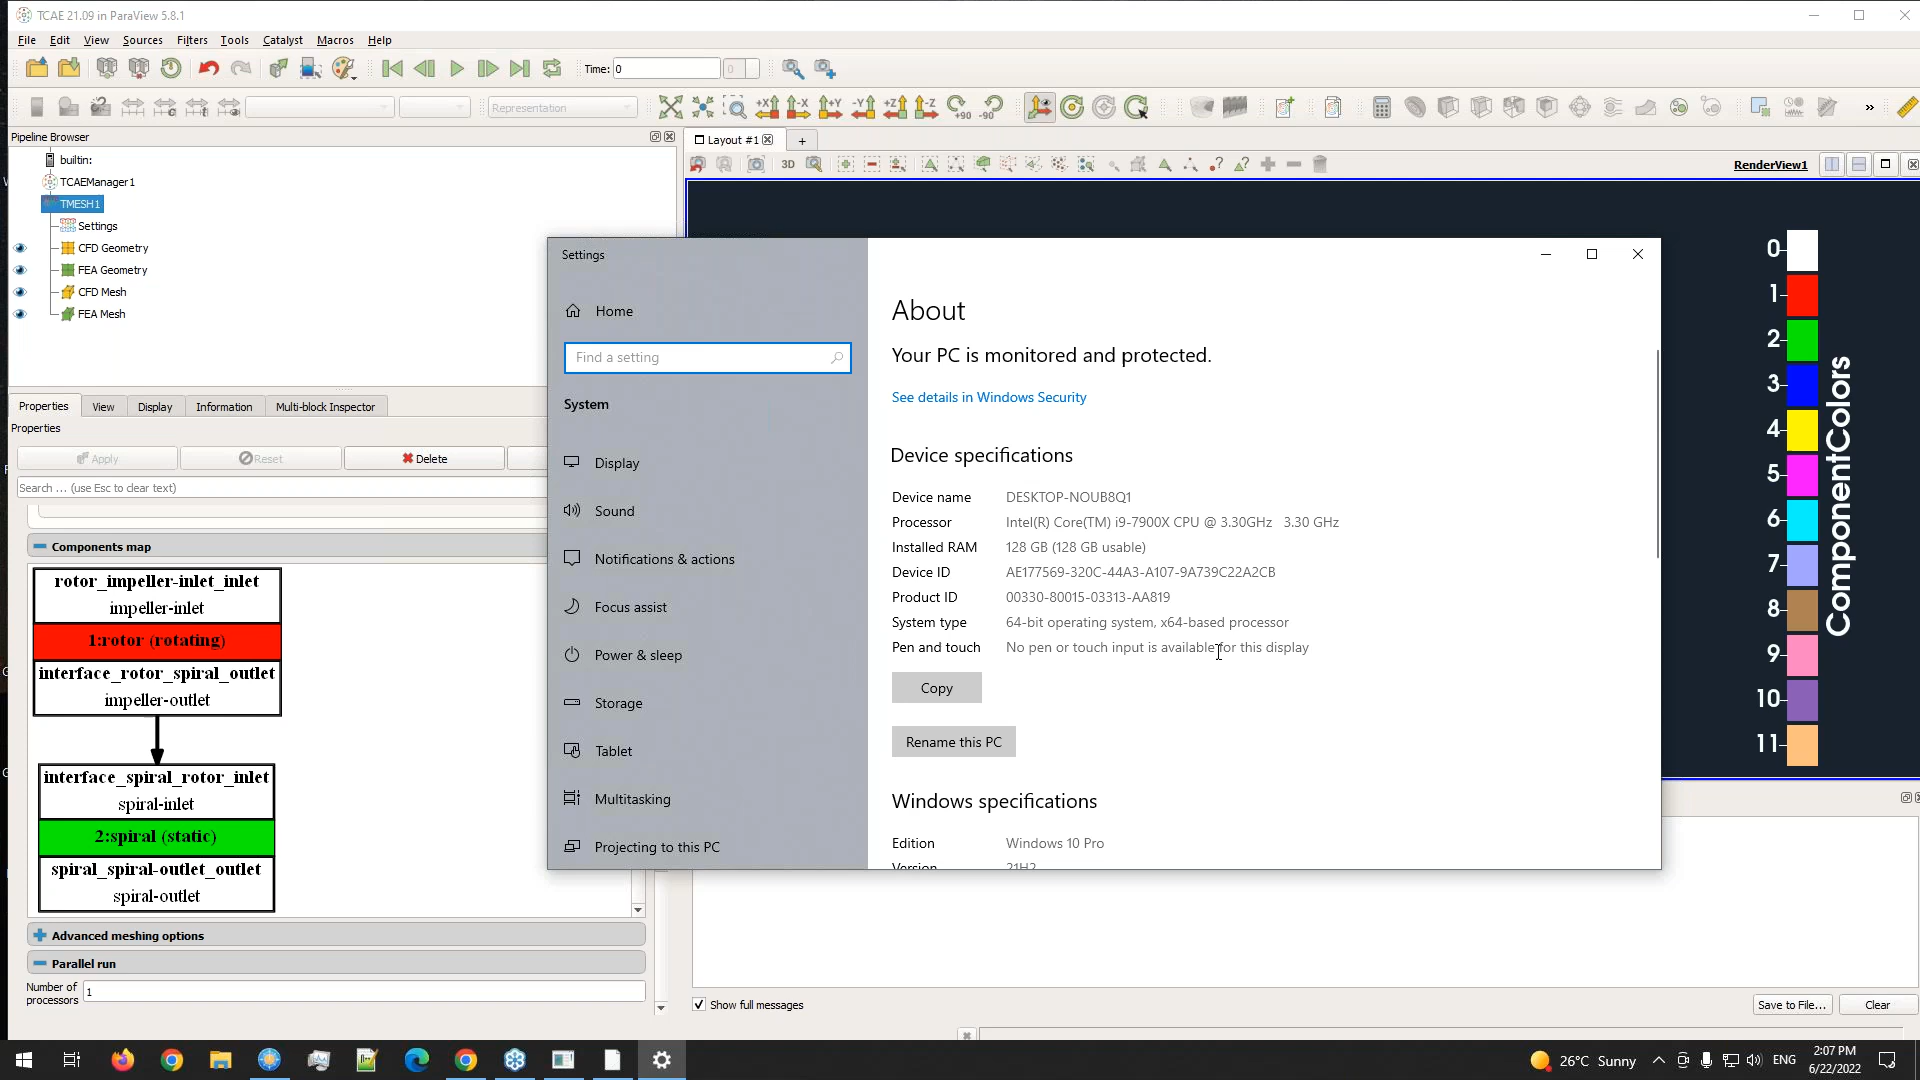 TCAE 21.09 in ParaView 5.8.1
File Edit View Sources Filters Tools Catalyst Macros Help
Time: 0
0
Representation
+X -X +Y -Y +Z -Z +90 -90
»
Pipeline Browser
builtin:
TCAEManager1
TMESH1
Settings
CFD Geometry
FEA Geometry
CFD Mesh
FEA Mesh
Layout #1
+
3D
RenderView1
Properties View Display Information Multi-block Inspector
Properties
Apply Reset Delete
Search ... (use Esc to clear text)
Components map
rotor_impeller-inlet_inlet
impeller-inlet
1:rotor (rotating)
interface_rotor_spiral_outlet
impeller-outlet
interface_spiral_rotor_inlet
spiral-inlet
2:spiral (static)
spiral_spiral-outlet_outlet
spiral-outlet
Advanced meshing options
Parallel run
Number of
processors
1
Settings
Home
Find a setting
System
Display
Sound
Notifications & actions
Focus assist
Power & sleep
Storage
Tablet
Multitasking
Projecting to this PC
About
Your PC is monitored and protected.
See details in Windows Security
Device specifications
Device name DESKTOP-NOUB8Q1
Processor Intel(R) Core(TM) i9-7900X CPU @ 3.30GHz 3.30 GHz
Installed RAM 128 GB (128 GB usable)
Device ID AE177569-320C-44A3-A107-9A739C22A2CB
Product ID 00330-80015-03313-AA819
System type 64-bit operating system, x64-based processor
Pen and touch No pen or touch input is available for this display
Copy
Rename this PC
Windows specifications
Edition Windows 10 Pro
Version 21H2
0
1
2
3
4
5
6
7
8
9
10
11
ComponentColors
Show full messages
Save to File... Clear
26°C Sunny
ENG
2:07 PM
6/22/2022